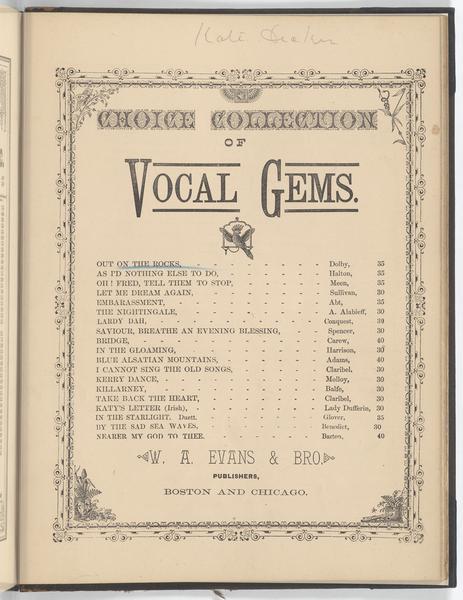 Kate
CHOICE COLLECTION
OF
VOCAL GEMS.
OUT ON THE ROCKS, - - - - - - - Dolby, 35
AS I'D NOTHING ELSE TO DO, - - - - - - Halton, 35
OH! FRED, TELL THEM TO STOP, - - - - - Meen, 35
LET ME DREAM AGAIN, - - - - - - - Sullivan, 30
EMBARASSMENT, - - - - - - - - Abt, 35
THE NIGHTINGALE, - - - - - - - A. Alabieff, 30
LARDY DAH, - - - - - - - - Conquest, 30
SAVIOUR, BREATHE AN EVENING BLESSING, - - - Spencer, 30
BRIDGE, - - - - - - - - - Carew, 40
IN THE GLOAMING, - - - - - - - Harrison, 30
BLUE ALSATIAN MOUNTAINS, - - - - - - Adams, 40
I CANNOT SING THE OLD SONGS, - - - - - Claribel, 30
KERRY DANCE, - - - - - - - - Molloy, 30
KILLARNEY, - - - - - - - - Balfe, 30
TAKE BACK THE HEART, - - - - - - Claribel, 30
KATY'S LETTER (Irish), - - - - - - Lady Dufferin, 30
IN THE STARLIGHT. Duett. - - - - - - Glover, 35
BY THE SAD SEA WAVES, - - - - - - Benedict, 30
NEARER MY GOD TO THEE. - - - - - - Barten, 40
W. A. EVANS & BRO.
PUBLISHERS,
BOSTON AND CHICAGO.